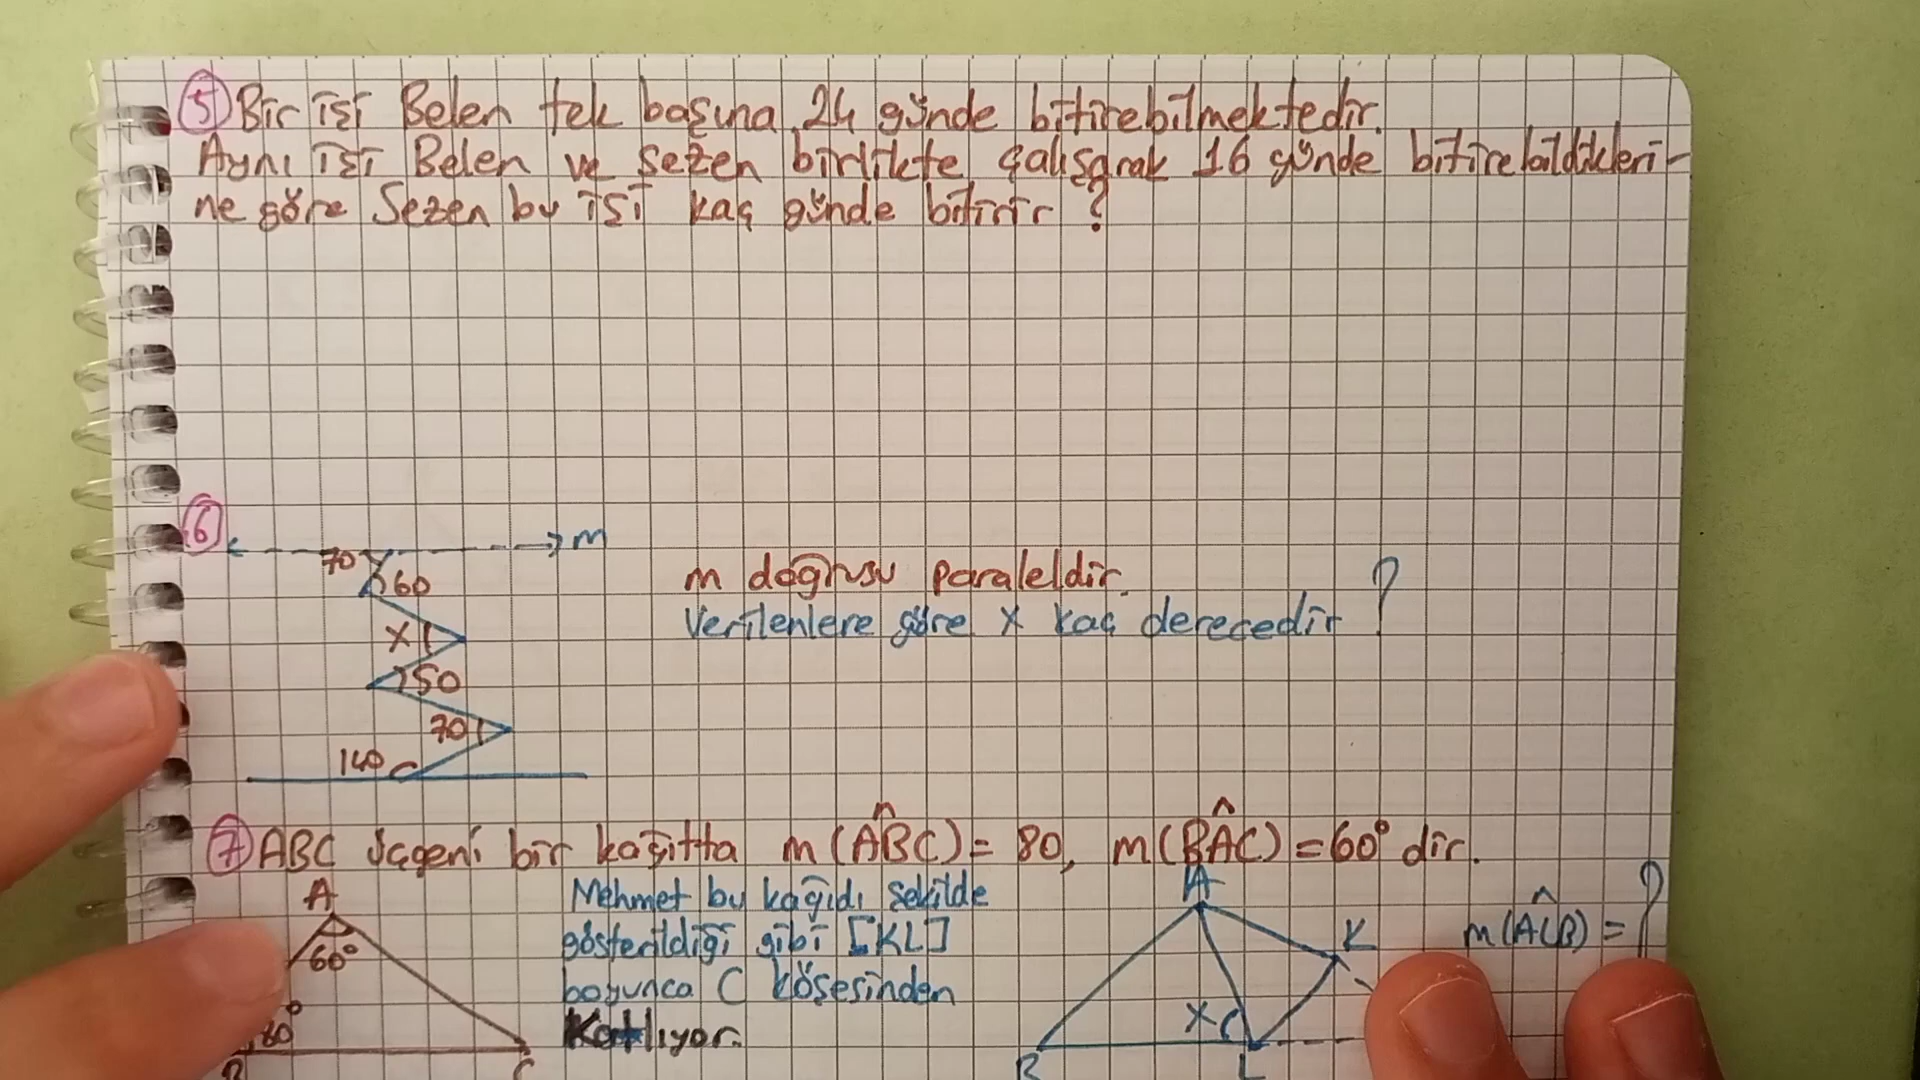 5 Bir işi Belen tek başına 24 günde bitirebilmektedir.
Aynı işi Belen ve Sezen birlikte çalışarak 16 günde bitirebildikleri-
ne göre Sezen bu işi kaç günde bitirir ?
6
m
70
60
m doğrusu paraleldir.
Verilenlere göre x kaç derecedir ?
x
50
70
140
7 ABC üçgeni bir kağıtta m(ABC) = 80, m(BAC) = 60° dir.
A
60°
80°
B
C
Mehmet bu kağıdı şekilde
gösterildiği gibi [KL]
boyunca C köşesinden
Katlıyor.
A
K
x
B
L
m(ALB) = ?